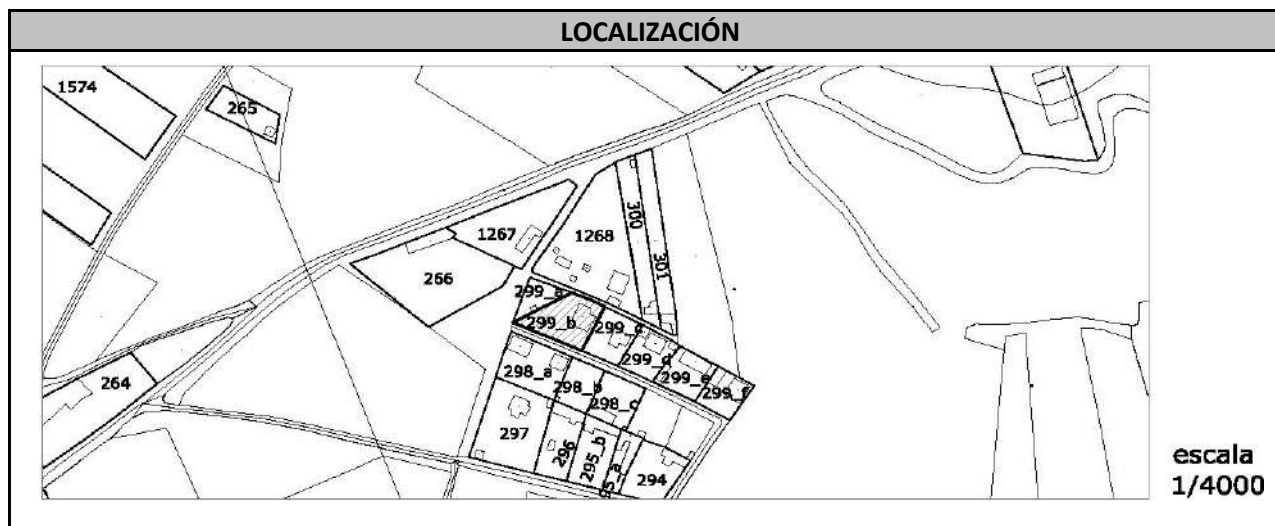 LOCALIZACIÓN
1574
265
1267
1268
300
301
266
299_a
299_b
299_c
299_d
299_e
299_f
264
298_a
298_b
298_c
297
296
295_b
294
escala
1/4000